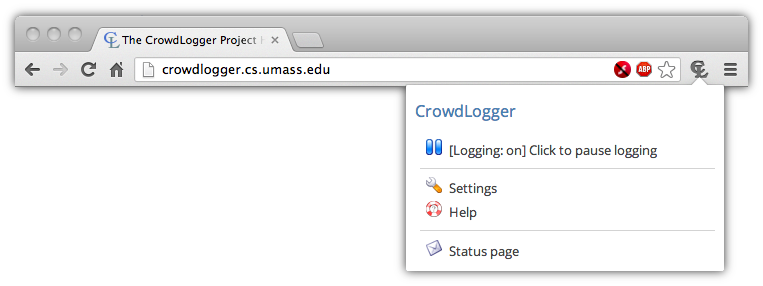 The CrowdLogger Project
crowdlogger.cs.umass.edu
ABP
CrowdLogger
[Logging: on] Click to pause logging
Settings
Help
Status page